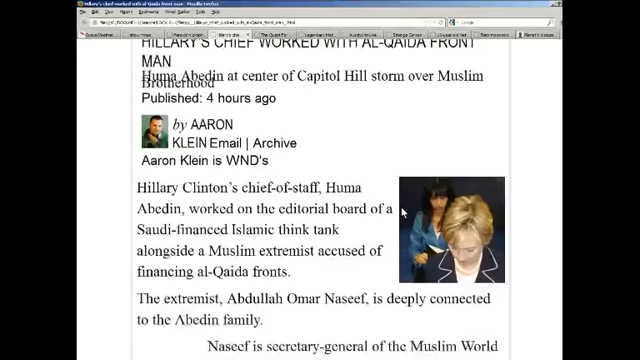 HILLARY'S CHIEF WORKED WITH AL-QAIDA FRONT
MAN
Huma Abedin at center of Capitol Hill storm over Muslim
Brotherhood
Published: 4 hours ago
by AARON
KLEIN Email | Archive
Aaron Klein is WND's
Hillary Clinton's chief-of-staff, Huma
Abedin, worked on the editorial board of a
Saudi-financed Islamic think tank
alongside a Muslim extremist accused of
financing al-Qaida fronts.
The extremist, Abdullah Omar Naseef, is deeply connected
to the Abedin family.
Naseef is secretary-general of the Muslim World